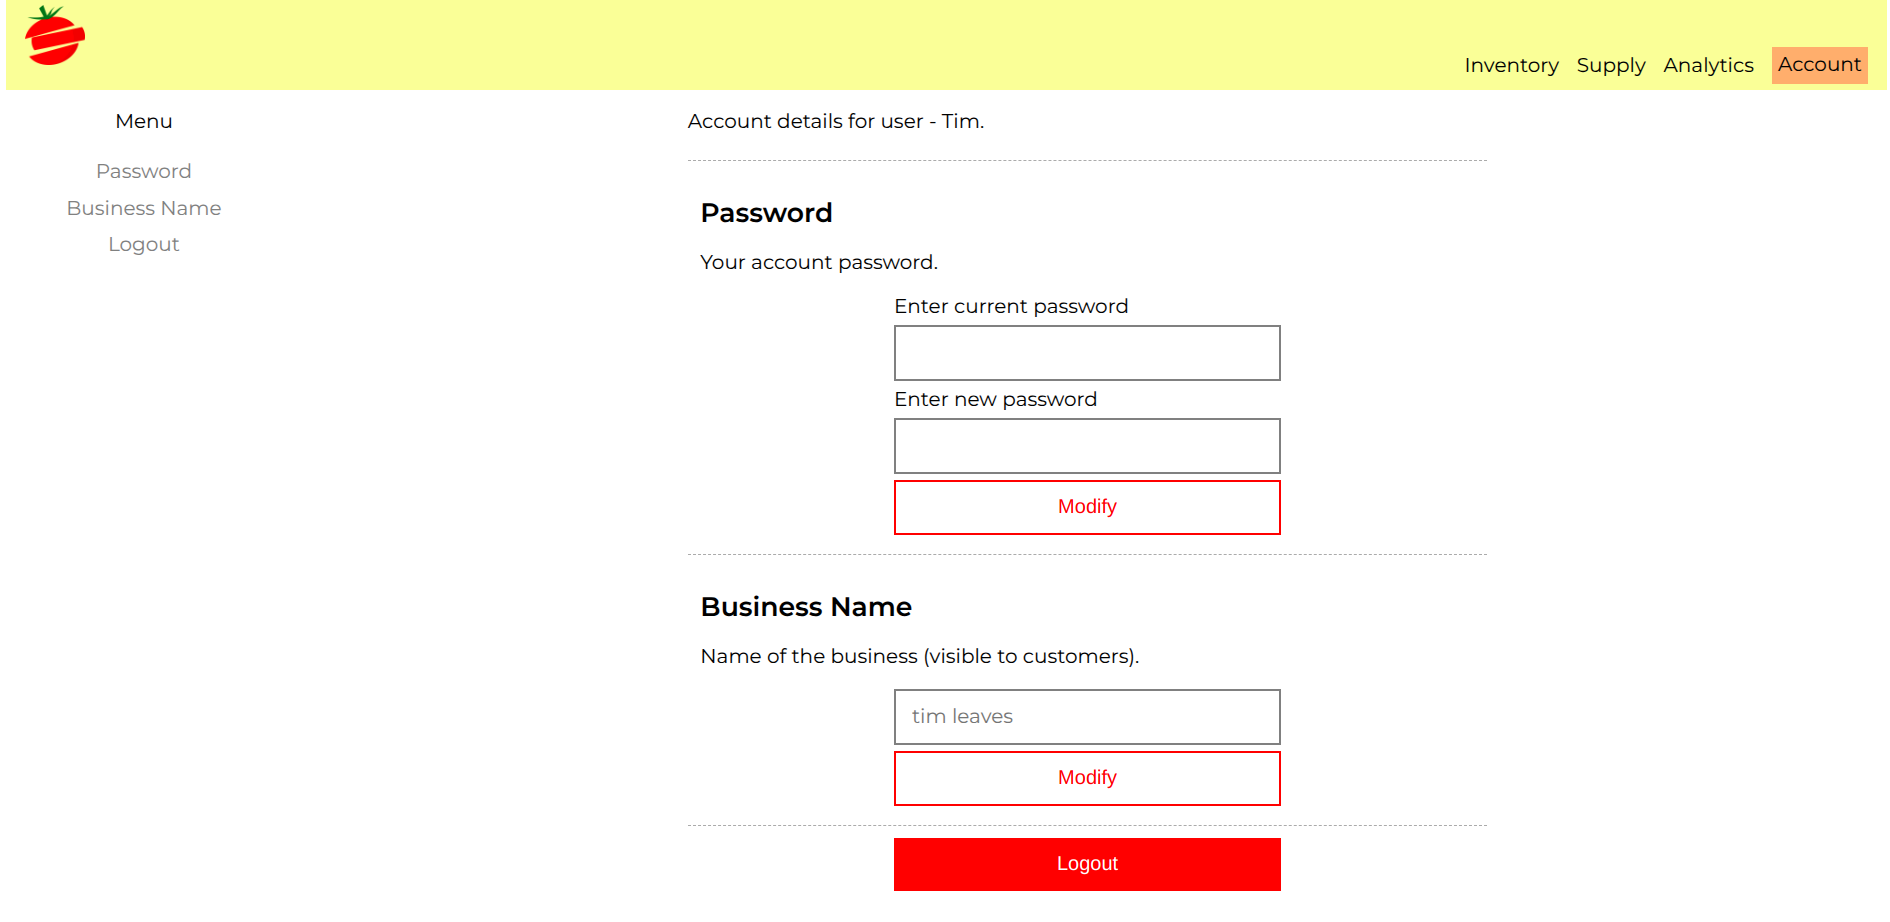 Inventory Supply Analytics Account
Menu
Password
Business Name
Logout
Account details for user - Tim.
Password
Your account password.
Enter current password
Enter new password
Modify
Business Name
Name of the business (visible to customers).
tim leaves
Modify
Logout